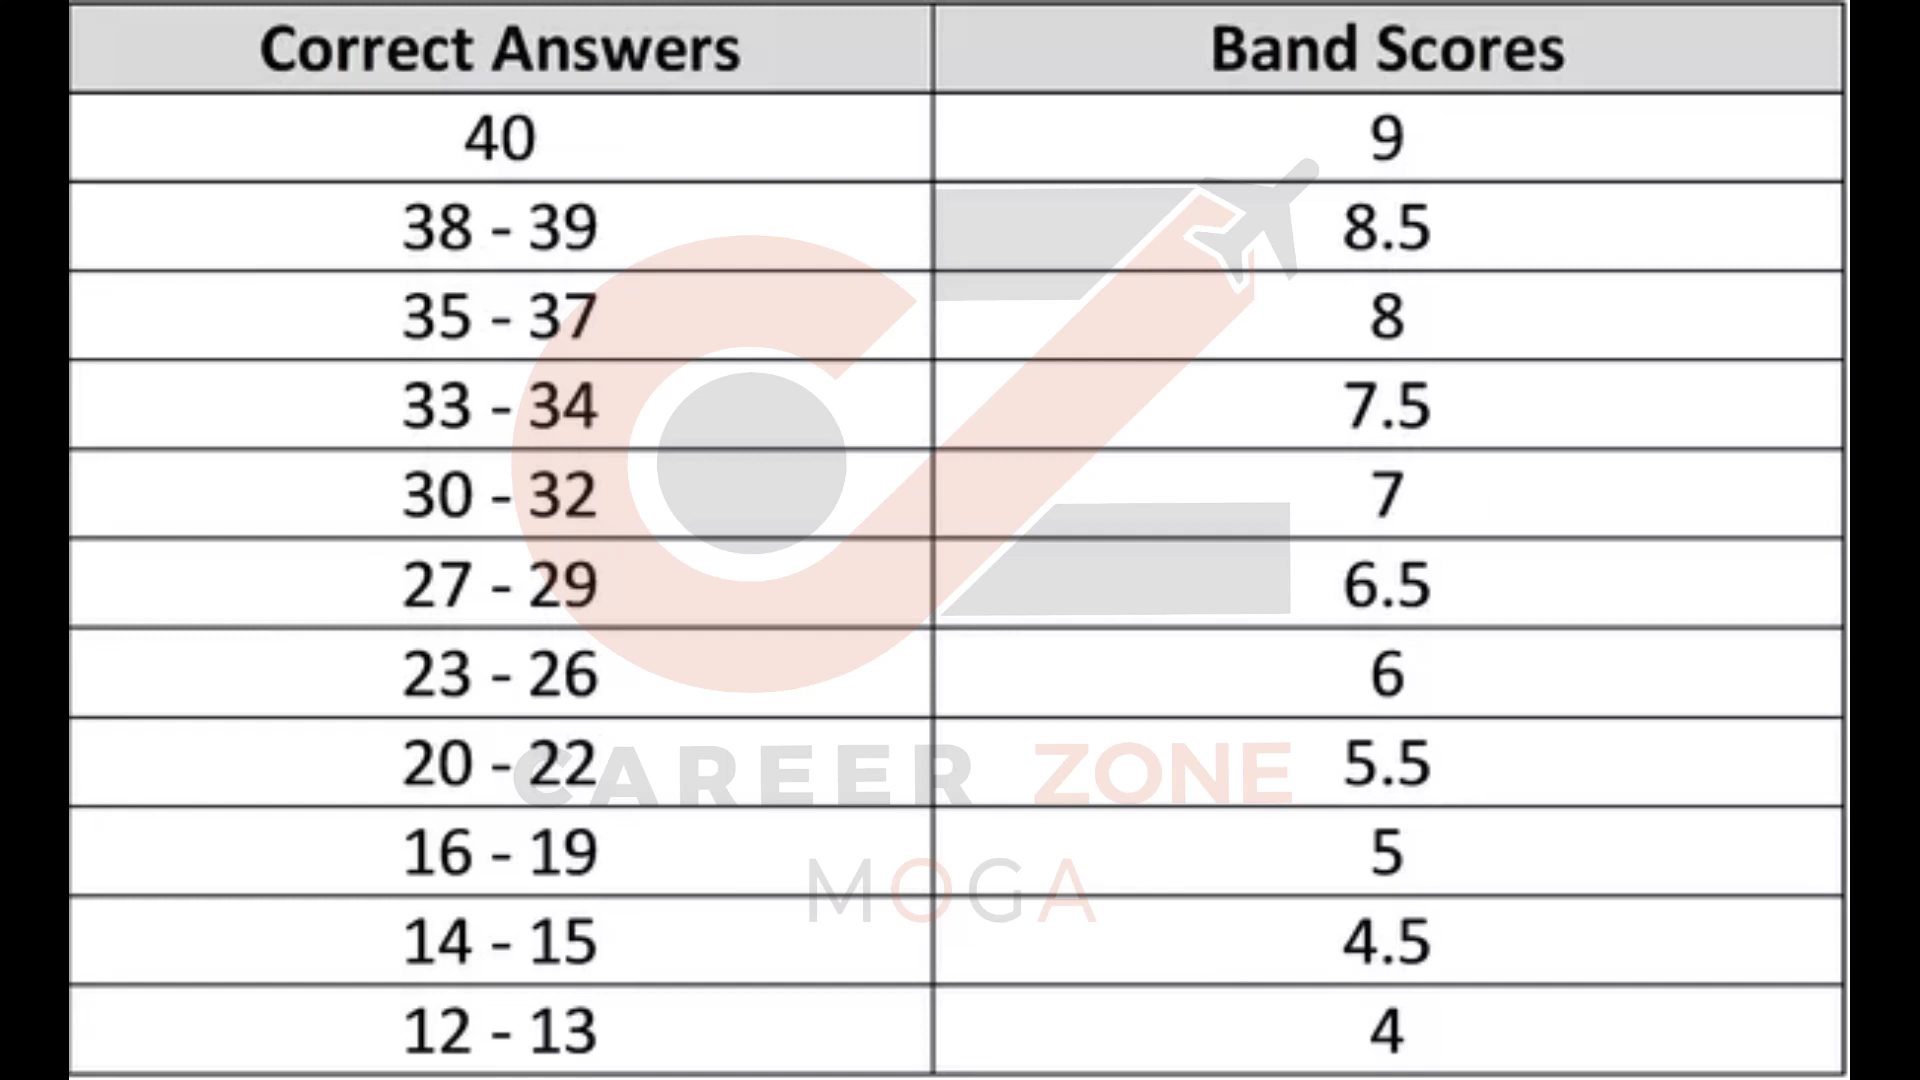 Correct Answers Band Scores
40 9
38 - 39 8.5
35 - 37 8
33 - 34 7.5
30 - 32 7
27 - 29 6.5
23 - 26 6
20 - 22 5.5
CAREER ZONE
16 - 19 5
MOGA
14 - 15 4.5
12 - 13 4